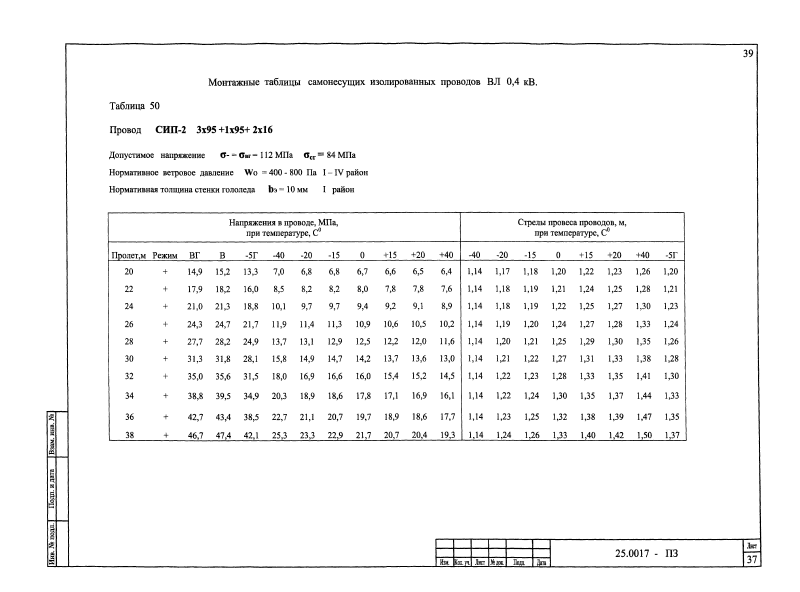 39
Монтажные таблицы самонесущих изолированных проводов ВЛ 0,4 кВ.
Таблица 50
Провод СИП-2 3х95 +1х95+ 2х16
Допустимое напряжение σ- = σвг = 112 МПа σсг = 84 МПа
Нормативное ветровое давление Wо = 400 - 800 Па I – IV район
Нормативная толщина стенки гололеда bэ = 10 мм I район
Напряжения в проводе, МПа, Стрелы провеса проводов, м,
при температуре, С⁰ при температуре, С⁰
Пролет,м Режим ВГ В -5Г -40 -20 -15 0 +15 +20 +40 -40 -20 -15 0 +15 +20 +40 -5Г
20 + 14,9 15,2 13,3 7,0 6,8 6,8 6,7 6,6 6,5 6,4 1,14 1,17 1,18 1,20 1,22 1,23 1,26 1,20
22 + 17,9 18,2 16,0 8,5 8,2 8,2 8,0 7,8 7,8 7,6 1,14 1,18 1,19 1,21 1,24 1,25 1,28 1,21
24 + 21,0 21,3 18,8 10,1 9,7 9,7 9,4 9,2 9,1 8,9 1,14 1,18 1,19 1,22 1,25 1,27 1,30 1,23
26 + 24,3 24,7 21,7 11,9 11,4 11,3 10,9 10,6 10,5 10,2 1,14 1,19 1,20 1,24 1,27 1,28 1,33 1,24
28 + 27,7 28,2 24,9 13,7 13,1 12,9 12,5 12,2 12,0 11,6 1,14 1,20 1,21 1,25 1,29 1,30 1,35 1,26
30 + 31,3 31,8 28,1 15,8 14,9 14,7 14,2 13,7 13,6 13,0 1,14 1,21 1,22 1,27 1,31 1,33 1,38 1,28
32 + 35,0 35,6 31,5 18,0 16,9 16,6 16,0 15,4 15,2 14,5 1,14 1,22 1,23 1,28 1,33 1,35 1,41 1,30
34 + 38,8 39,5 34,9 20,3 18,9 18,6 17,8 17,1 16,9 16,1 1,14 1,22 1,24 1,30 1,35 1,37 1,44 1,33
36 + 42,7 43,4 38,5 22,7 21,1 20,7 19,7 18,9 18,6 17,7 1,14 1,23 1,25 1,32 1,38 1,39 1,47 1,35
38 + 46,7 47,4 42,1 25,3 23,3 22,9 21,7 20,7 20,4 19,3 1,14 1,24 1,26 1,33 1,40 1,42 1,50 1,37
Взам. инв. №
Подп. и дата
Инв. № подл.
Изм. Кол. уч. Лист № док. Подп. Дата
25.0017 - ПЗ
Лист
37